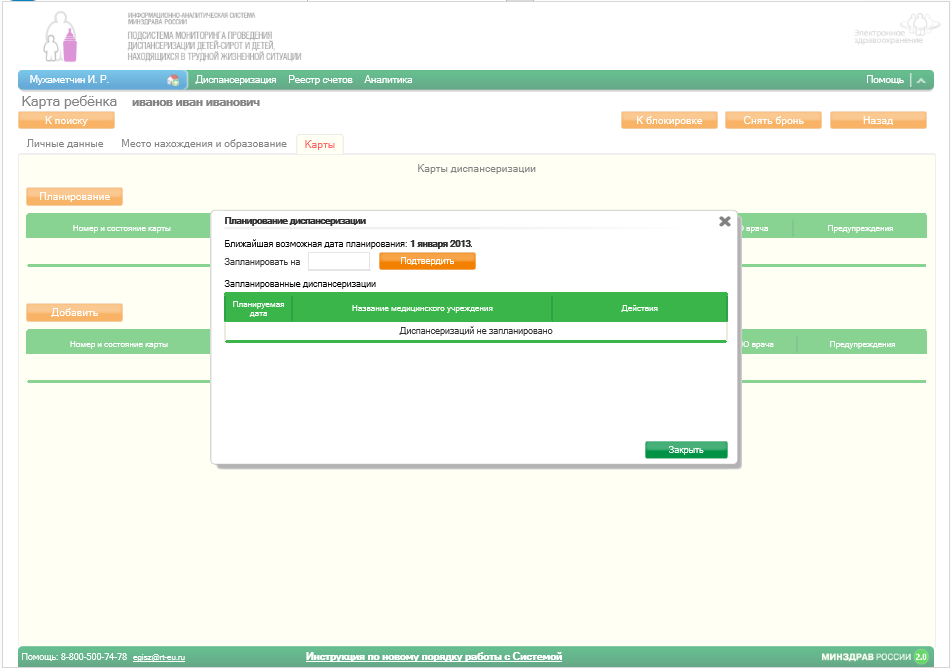 ИНФОРМАЦИОННО-АНАЛИТИЧЕСКАЯ СИСТЕМА
МИНЗДРАВА РОССИИ
ПОДСИСТЕМА МОНИТОРИНГА ПРОВЕДЕНИЯ
ДИСПАНСЕРИЗАЦИИ ДЕТЕЙ-СИРОТ И ДЕТЕЙ,
НАХОДЯЩИХСЯ В ТРУДНОЙ ЖИЗНЕННОЙ СИТУАЦИИ
Электронное
здравоохранение
Мухаметчин И. Р. Диспансеризация Реестр счетов Аналитика Помощь
Карта ребёнка иванов иван иванович
К поиску К блокировке Снять бронь Назад
Личные данные Место нахождения и образование Карты
Карты диспансеризации
Планирование
Номер и состояние карты врача Предупреждения
Планирование диспансеризации
Ближайшая возможная дата планирования: 1 января 2013.
Запланировать на Подтвердить
Запланированные диспансеризации
Планируемая
дата Название медицинского учреждения Действия
Диспансеризаций не запланировано
Добавить
Номер и состояние карты О врача Предупреждения
Закрыть
Помощь: 8-800-500-74-78 egisz@rt-eu.ru Инструкция по новому порядку работы с Системой МИНЗДРАВ РОССИИ 2.0